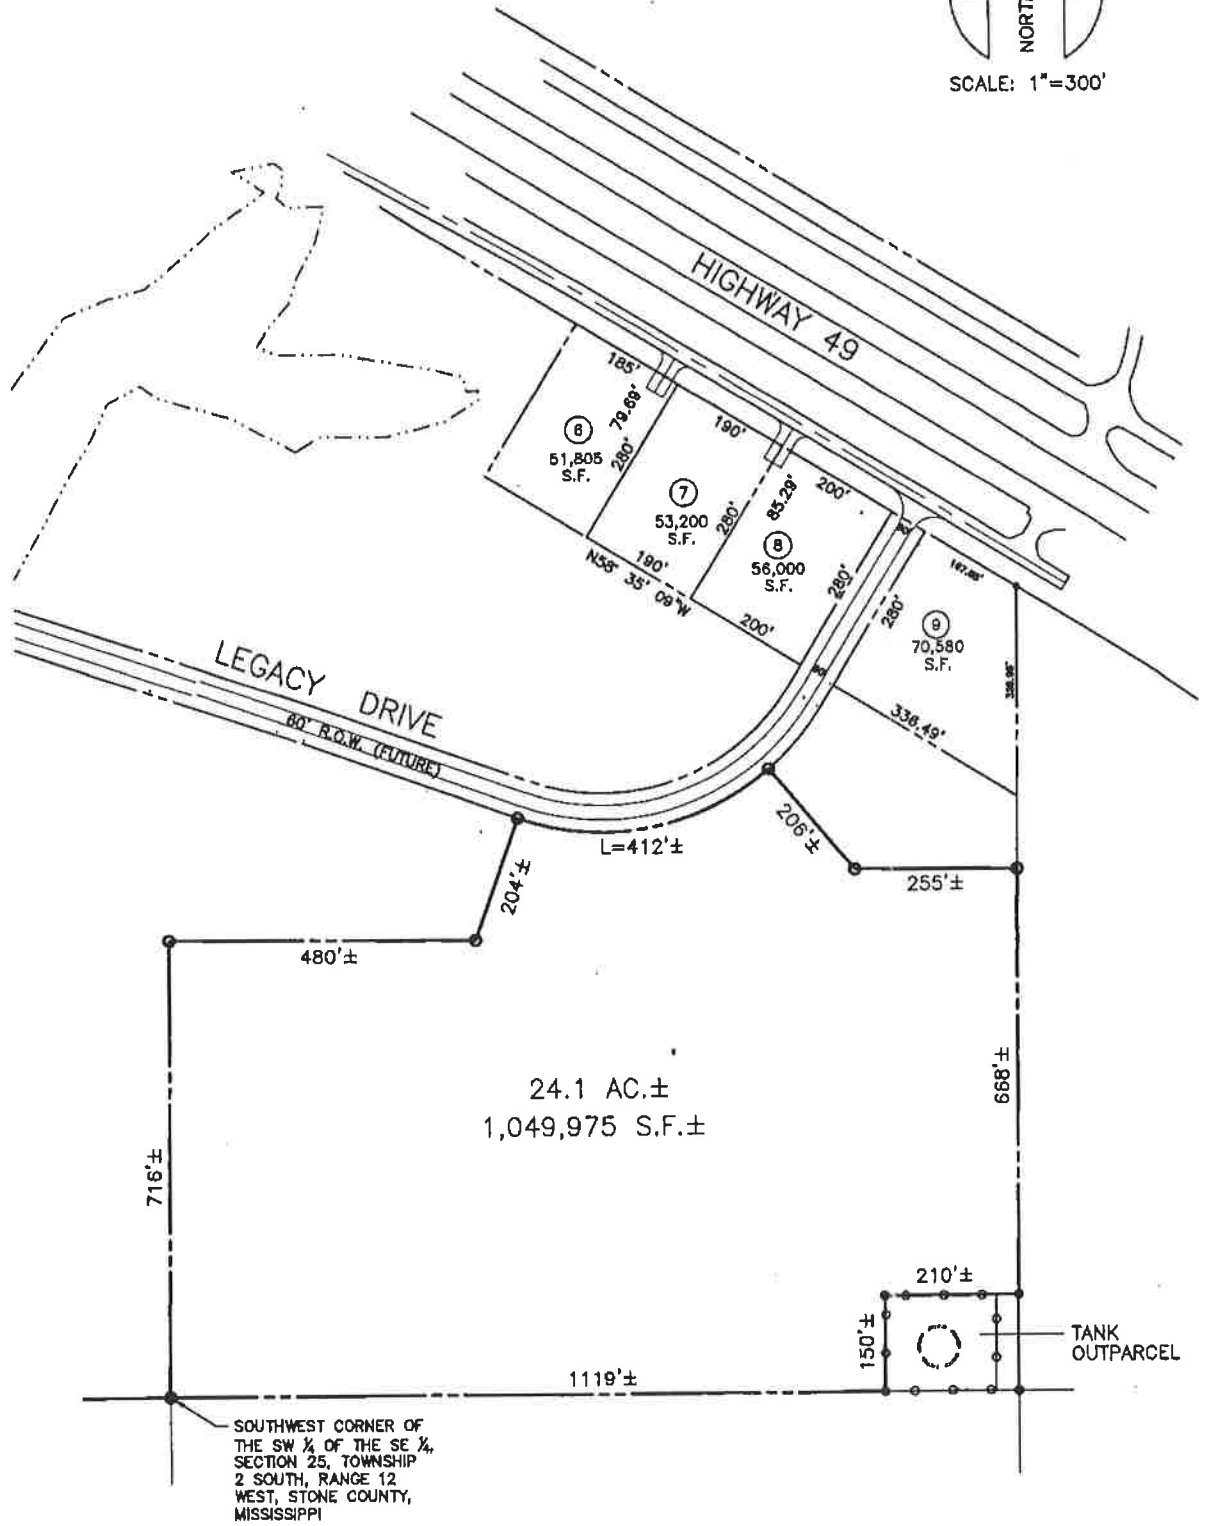 SCALE: 1"=300'
HIGHWAY 49
185'
79.69'
6
51,805
S.F.
280'
190'
7
53,200
S.F.
280'
190'
N58° 35' 09"W
85.29'
200'
8
56,000
S.F.
280'
200'
280'
9
70,580
S.F.
336.49'
LEGACY DRIVE
60' R.O.W. (FUTURE)
L=412'±
206'±
255'±
204'±
480'±
24.1 AC.±
1,049,975 S.F.±
668'±
716'±
210'±
150'±
TANK
OUTPARCEL
1119'±
SOUTHWEST CORNER OF
THE SW ¼ OF THE SE ¼,
SECTION 25, TOWNSHIP
2 SOUTH, RANGE 12
WEST, STONE COUNTY,
MISSISSIPPI